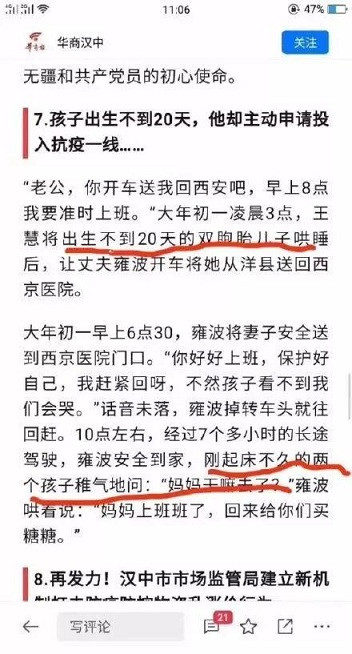 11:06
47%
华商汉中
关注
无疆和共产党员的初心使命。
7.孩子出生不到20天，他却主动申请投
入抗疫一线……
“老公，你开车送我回西安吧，早上8点
我要准时上班。”大年初一凌晨3点，王
慧将出生不到20天的双胞胎儿子哄睡
后，让丈夫雍波开车将她从洋县送回西
京医院。
大年初一早上6点30，雍波将妻子安全送
到西京医院门口。“你好好上班，保护好
自己，我赶紧回呀，不然孩子看不到我
们会哭。”话音未落，雍波掉转车头就往
回赶。10点左右，经过7个多小时的长途
驾驶，雍波安全到家，刚起床不久的两
个孩子稚气地问：“妈妈干嘛去了？”雍波
哄着说：“妈妈上班班了，回来给你们买
糖糖。”
8.再发力！汉中市市场监管局建立新机
写评论
21